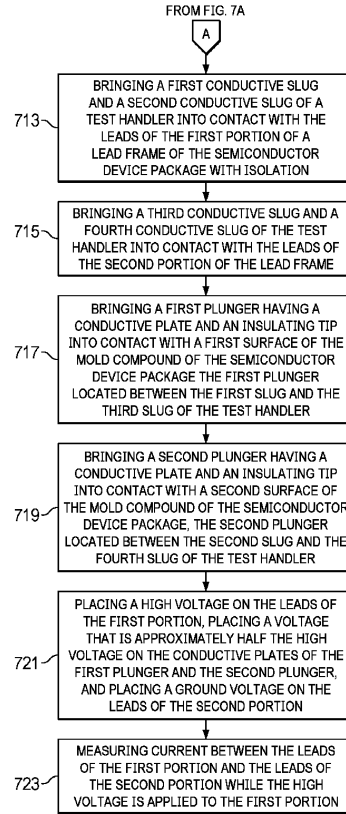 FROM FIG. 7A
A
713
BRINGING A FIRST CONDUCTIVE SLUG
AND A SECOND CONDUCTIVE SLUG OF A
TEST HANDLER INTO CONTACT WITH THE
LEADS OF THE FIRST PORTION OF
A LEAD FRAME OF THE SEMICONDUCTOR
DEVICE PACKAGE WITH ISOLATION
715
BRINGING A THIRD CONDUCTIVE SLUG AND A
FOURTH CONDUCTIVE SLUG OF THE TEST
HANDLER INTO CONTACT WITH THE LEADS OF
THE SECOND PORTION OF THE LEAD FRAME
717
BRINGING A FIRST PLUNGER HAVING A
CONDUCTIVE PLATE AND AN INSULATING TIP
INTO CONTACT WITH A FIRST SURFACE OF THE
MOLD COMPOUND OF THE SEMICONDUCTOR
DEVICE PACKAGE THE FIRST PLUNGER
LOCATED BETWEEN THE FIRST SLUG AND THE
THIRD SLUG OF THE TEST HANDLER
719
BRINGING A SECOND PLUNGER HAVING A
CONDUCTIVE PLATE AND AN INSULATING TIP
INTO CONTACT WITH A SECOND SURFACE OF
THE MOLD COMPOUND OF THE SEMICONDUCTOR
DEVICE PACKAGE, THE SECOND PLUNGER
LOCATED BETWEEN THE SECOND SLUG AND THE
FOURTH SLUG OF THE TEST HANDLER
721
PLACING A HIGH VOLTAGE ON THE LEADS OF
THE FIRST PORTION, PLACING A VOLTAGE
THAT IS APPROXIMATELY HALF THE HIGH
VOLTAGE ON THE CONDUCTIVE PLATES OF THE
FIRST PLUNGER AND THE SECOND PLUNGER,
AND PLACING A GROUND VOLTAGE ON THE
LEADS OF THE SECOND PORTION
723
MEASURING CURRENT BETWEEN THE LEADS
OF THE FIRST PORTION AND THE LEADS OF
THE SECOND PORTION WHILE THE HIGH
VOLTAGE IS APPLIED TO THE FIRST PORTION